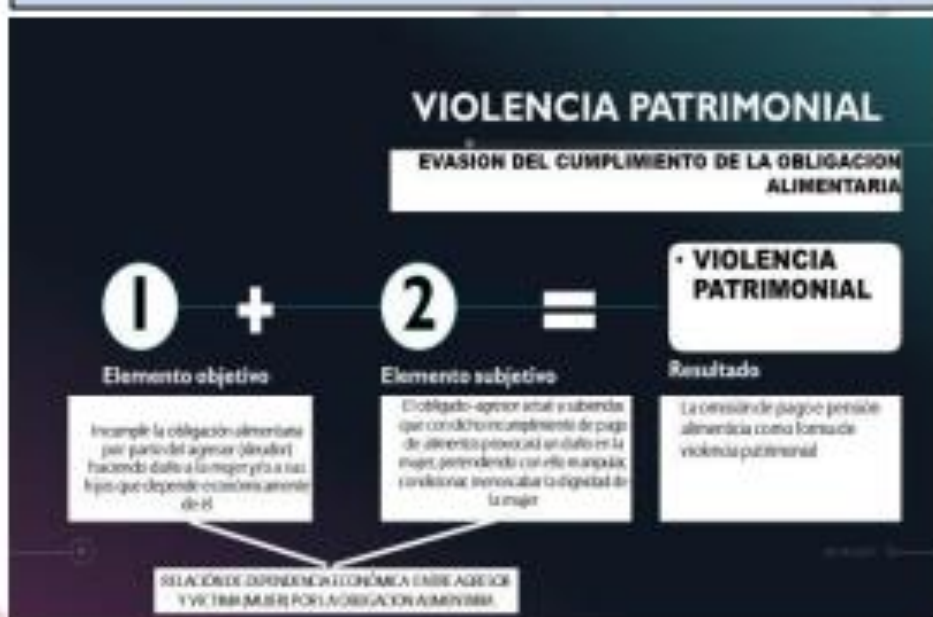 VIOLENCIA PATRIMONIAL
EVASION DEL CUMPLIMIENTO DE LA OBLIGACION
ALIMENTARIA
1 + 2 =
• VIOLENCIA
PATRIMONIAL
Elemento objetivo
Incumplir la obligación alimentaria
por parte del agresor (deudor)
haciendo daño a la mujer y/o a sus
hijos que depende económicamente
de él
Elemento subjetivo
El obligado-agresor actué a sabiendas
que con dicho incumplimiento de pago
de alimentos provocará un daño en la
mujer, pretendiendo con ello manipular,
condicionar, menoscabar la dignidad de
la mujer
Resultado
La omisión de pago e pensión
alimenticia como forma de
violencia patrimonial
RELACIÓN DE DEPENDENCIA ECONÓMICA ENTRE AGRESOR
Y VICTIMA (MUJER) POR LA OBLIGACION ALIMENTARIA